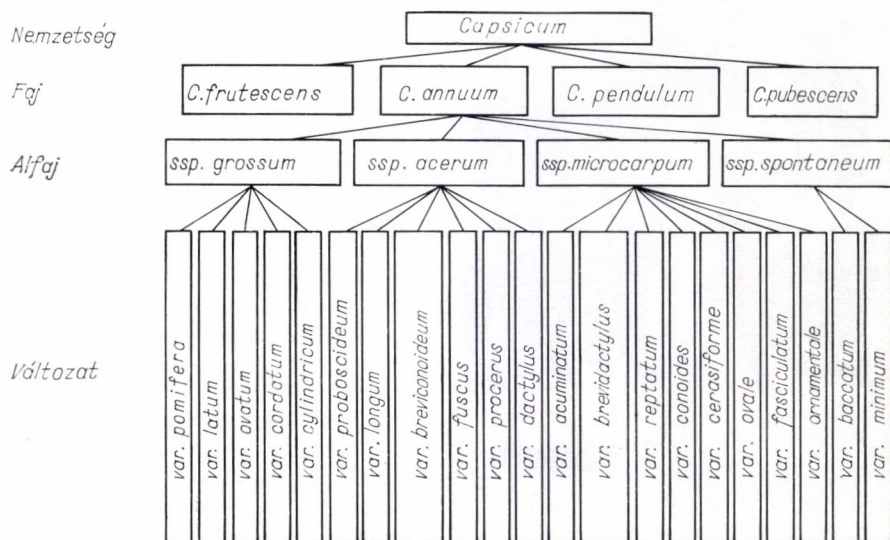 Nemzetség
Capsicum
Faj
C.frutescens
C. annuum
C. pendulum
C.pubescens
Alfaj
ssp. grossum
ssp. acerum
ssp.microcarpum
ssp.spontaneum
Változat
var. pomifera
var. latum
var. ovatum
var. cordatum
var. cylindricum
var. proboscideum
var. longum
var. breviconoideum
var. fuscus
var. procerus
var. dactylus
var. acuminatum
var. brevidactylus
var. reptatum
var. conoides
var. cerasiforme
var. ovale
var. fasciculatum
var. ornamentale
var. baccatum
var. minimum